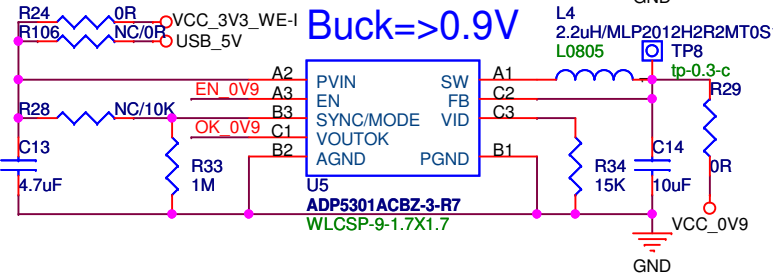 GND
R24 0R VCC_3V3_WE-I
R106 NC/0R USB_5V
Buck=>0.9V
L4
2.2uH/MLP2012H2R2MT0S1
L0805
TP8
tp-0.3-c
A2 PVIN SW A1
EN_0V9 A3 EN FB C2
R28 NC/10K B3 SYNC/MODE VID C3
OK_0V9 C1 VOUTOK
B2 AGND PGND B1
R29
0R
C13
4.7uF
R33
1M
U5
ADP5301ACBZ-3-R7
WLCSP-9-1.7X1.7
R34
15K
C14
10uF
VCC_0V9
GND